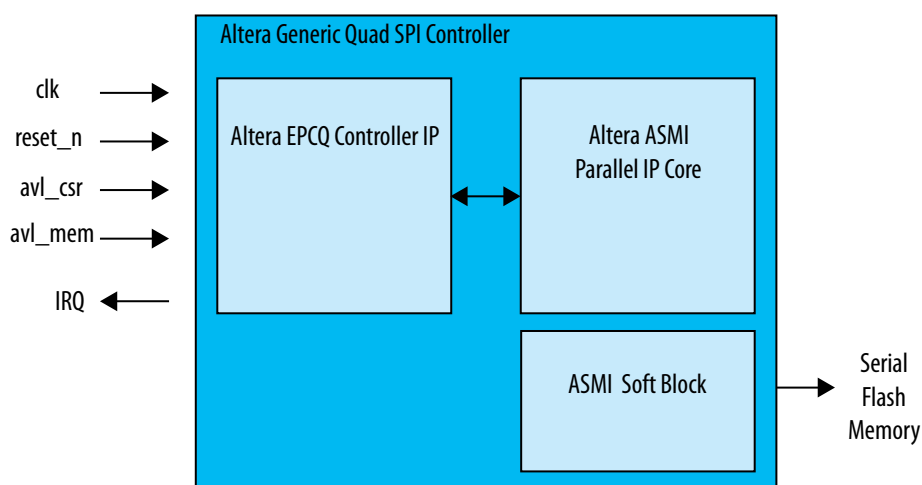 Altera Generic Quad SPI Controller
clk
reset_n
avl_csr
avl_mem
IRQ
Altera EPCQ Controller IP
Altera ASMI
Parallel IP Core
ASMI Soft Block
Serial
Flash
Memory